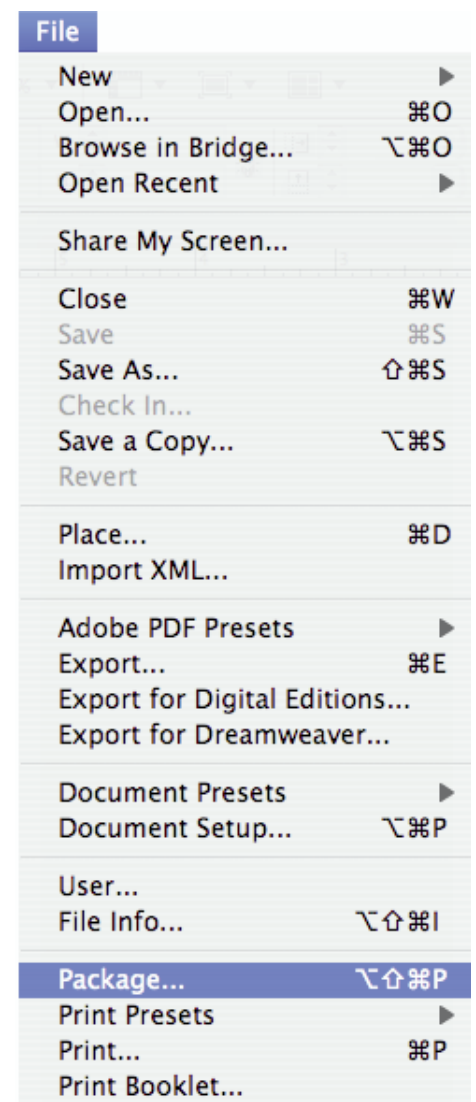 File
New ▶
Open... ⌘O
Browse in Bridge... ⌥⌘O
Open Recent ▶
Share My Screen...
Close ⌘W
Save ⌘S
Save As... ⇧⌘S
Check In...
Save a Copy... ⌥⌘S
Revert
Place... ⌘D
Import XML...
Adobe PDF Presets ▶
Export... ⌘E
Export for Digital Editions...
Export for Dreamweaver...
Document Presets ▶
Document Setup... ⌥⌘P
User...
File Info... ⌥⇧⌘I
Package... ⌥⇧⌘P
Print Presets ▶
Print... ⌘P
Print Booklet...